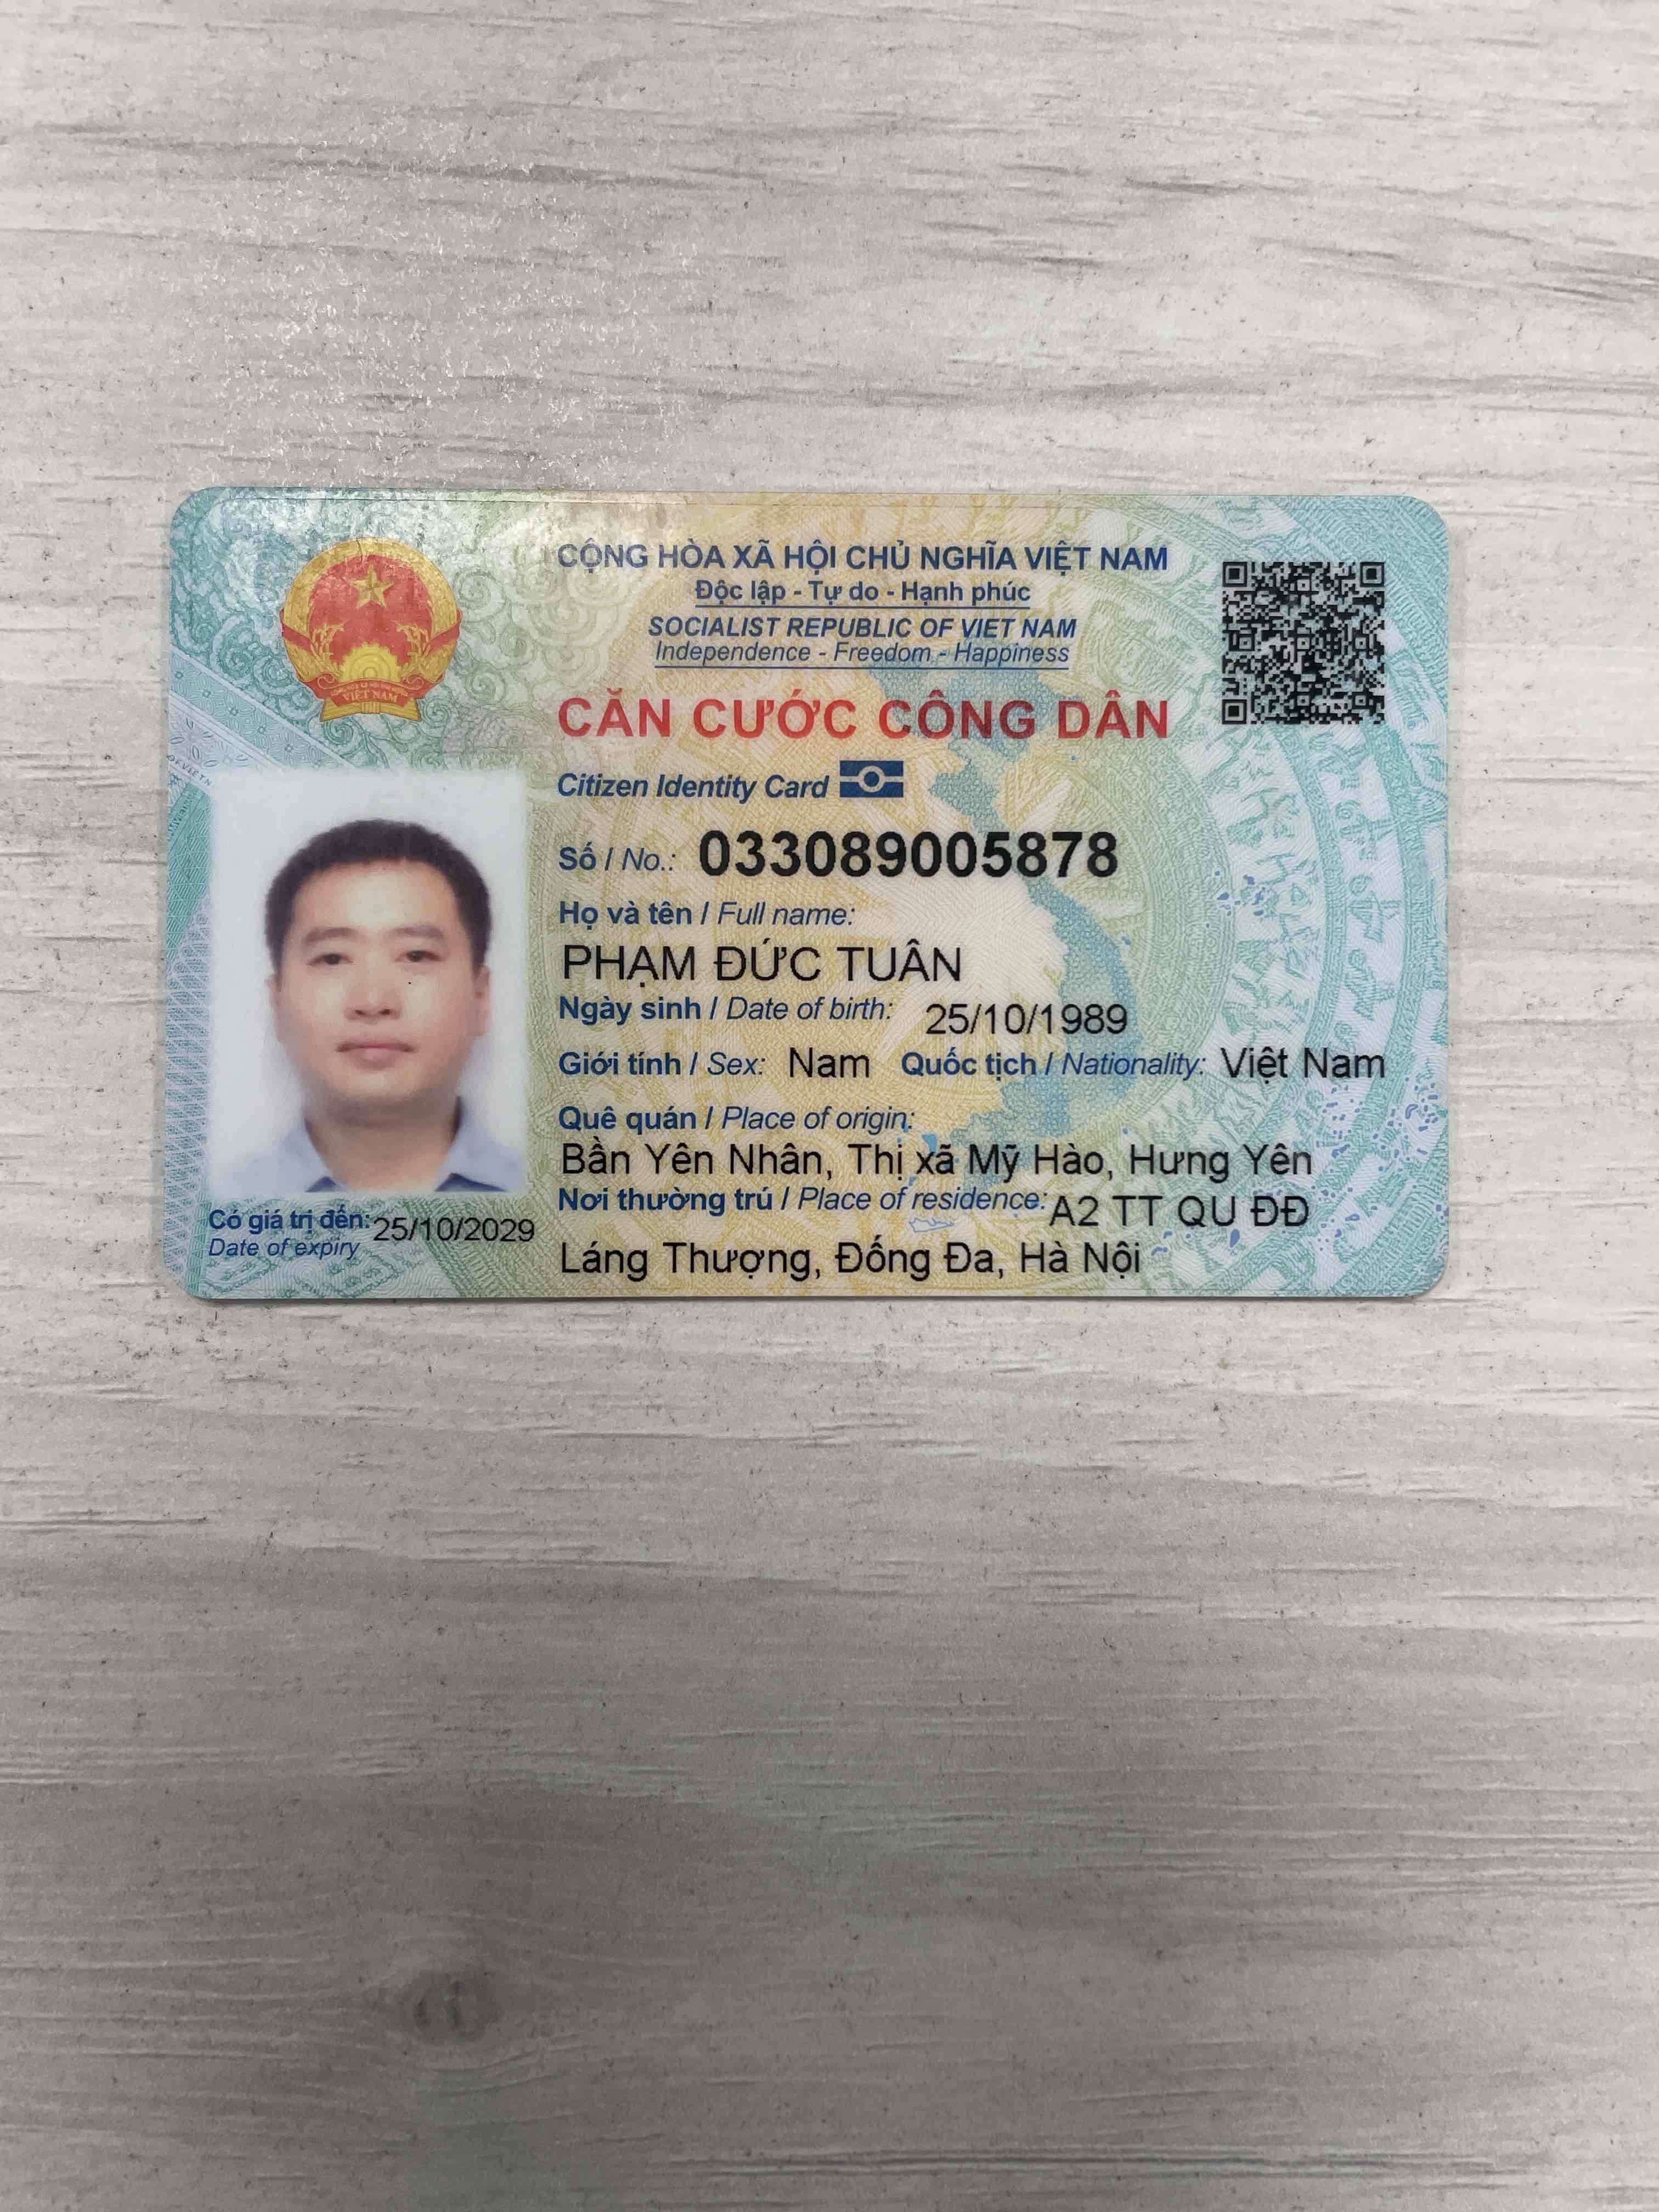 CỘNG HÒA XÃ HỘI CHỦ NGHĨA VIỆT NAM
Độc lập - Tự do - Hạnh phúc
SOCIALIST REPUBLIC OF VIET NAM
Independence - Freedom - Happiness
CĂN CƯỚC CÔNG DÂN
Citizen Identity Card
Số / No.: 033089005878
Họ và tên / Full name:
PHẠM ĐỨC TUÂN
Ngày sinh / Date of birth: 25/10/1989
Giới tính / Sex: Nam Quốc tịch / Nationality: Việt Nam
Quê quán / Place of origin:
Bần Yên Nhân, Thị xã Mỹ Hào, Hưng Yên
Nơi thường trú / Place of residence: A2 TT QU ĐĐ
Láng Thượng, Đống Đa, Hà Nội
Có giá trị đến: 25/10/2029
Date of expiry
VIỆT NAM